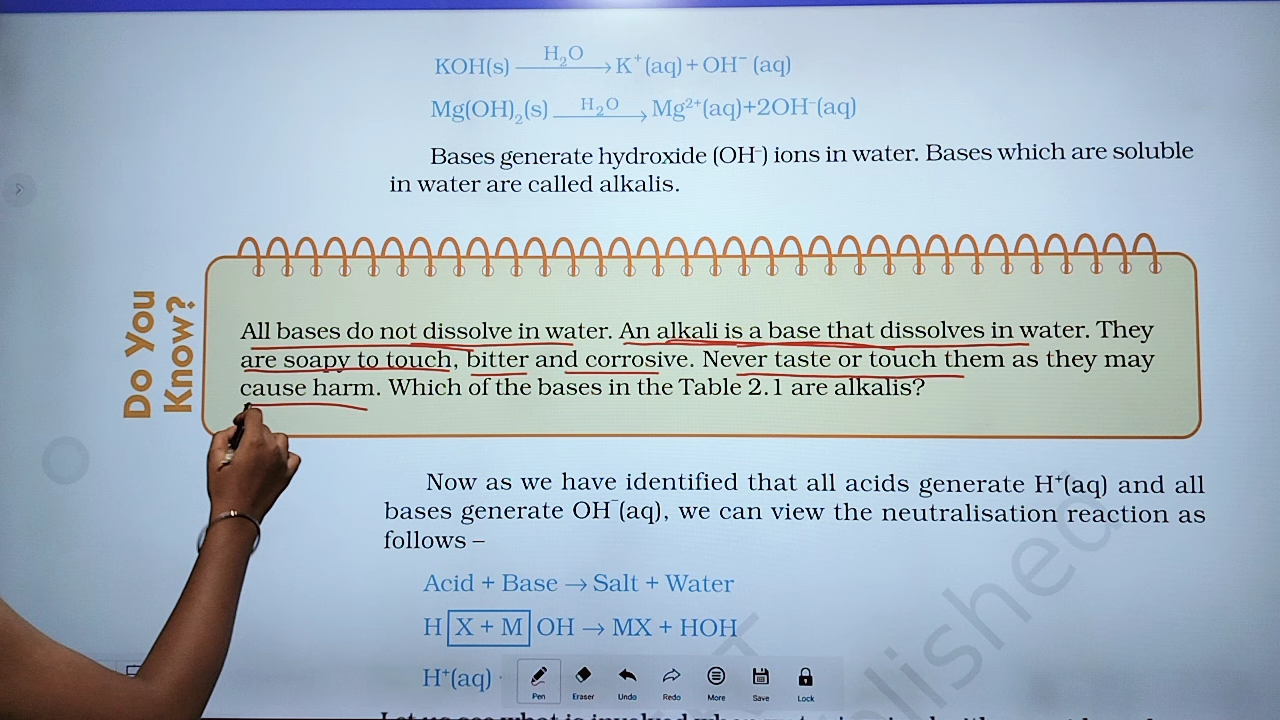 KOH(s) H₂O → K⁺(aq) + OH⁻ (aq)
Mg(OH)₂(s) H₂O → Mg²⁺(aq)+2OH⁻(aq)
Bases generate hydroxide (OH⁻) ions in water. Bases which are soluble
in water are called alkalis.
Do You
Know?
All bases do not dissolve in water. An alkali is a base that dissolves in water. They
are soapy to touch, bitter and corrosive. Never taste or touch them as they may
cause harm. Which of the bases in the Table 2.1 are alkalis?
Now as we have identified that all acids generate H⁺(aq) and all
bases generate OH⁻(aq), we can view the neutralisation reaction as
follows –
Acid + Base → Salt + Water
H X + M OH → MX + HOH
H⁺(aq)
Pen Eraser Undo Redo More Save Lock